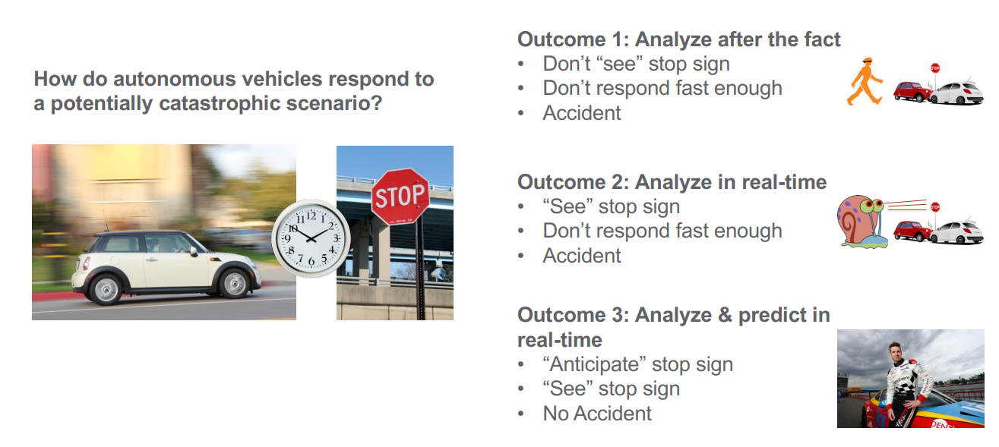 How do autonomous vehicles respond to
a potentially catastrophic scenario?
12
1
2
3
4
5
6
7
8
9
10
11
STOP
Outcome 1: Analyze after the fact
• Don’t “see” stop sign
• Don’t respond fast enough
• Accident
STOP
Outcome 2: Analyze in real-time
• “See” stop sign
• Don’t respond fast enough
• Accident
STOP
Outcome 3: Analyze & predict in
real-time
• “Anticipate” stop sign
• “See” stop sign
• No Accident